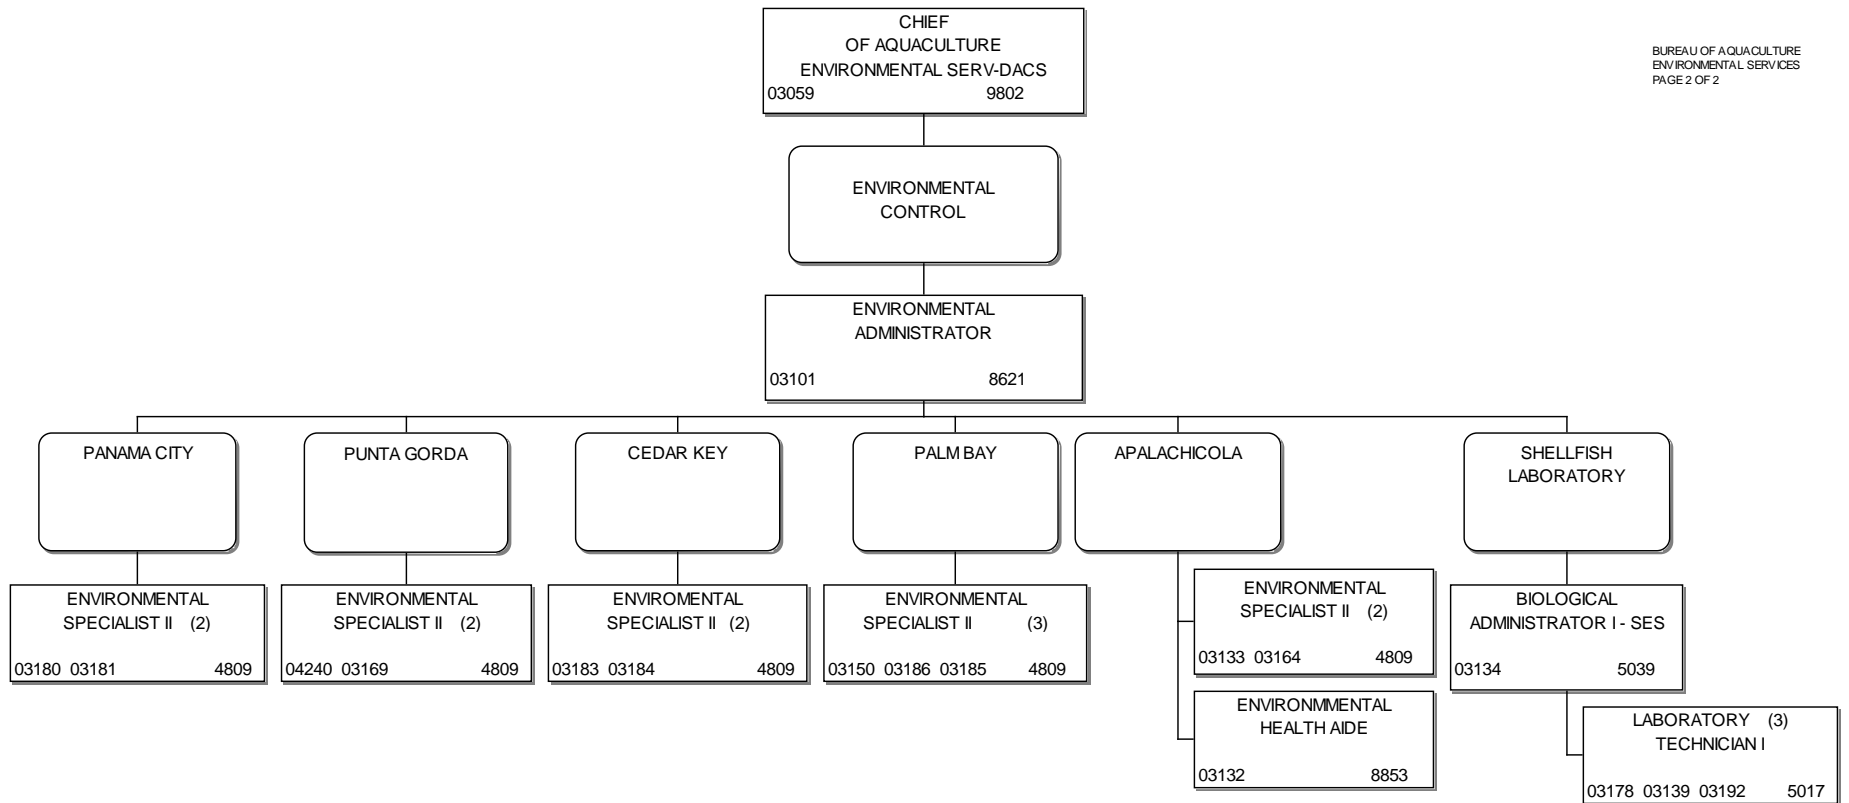 CHIEF
OF AQUACULTURE
ENVIRONMENTAL SERV-DACS
03059 9802
BUREAU OF AQUACULTURE
ENVIRONMENTAL SERVICES
PAGE 2 OF 2
ENVIRONMENTAL
CONTROL
ENVIRONMENTAL
ADMINISTRATOR
03101 8621
PANAMA CITY
ENVIRONMENTAL
SPECIALIST II (2)
03180 03181 4809
PUNTA GORDA
ENVIRONMENTAL
SPECIALIST II (2)
04240 03169 4809
CEDAR KEY
ENVIROMENTAL
SPECIALIST II (2)
03183 03184 4809
PALM BAY
ENVIRONMENTAL
SPECIALIST II (3)
03150 03186 03185 4809
APALACHICOLA
ENVIRONMENTAL
SPECIALIST II (2)
03133 03164 4809
ENVIRONMMENTAL
HEALTH AIDE
03132 8853
SHELLFISH
LABORATORY
BIOLOGICAL
ADMINISTRATOR I - SES
03134 5039
LABORATORY (3)
TECHNICIAN I
03178 03139 03192 5017